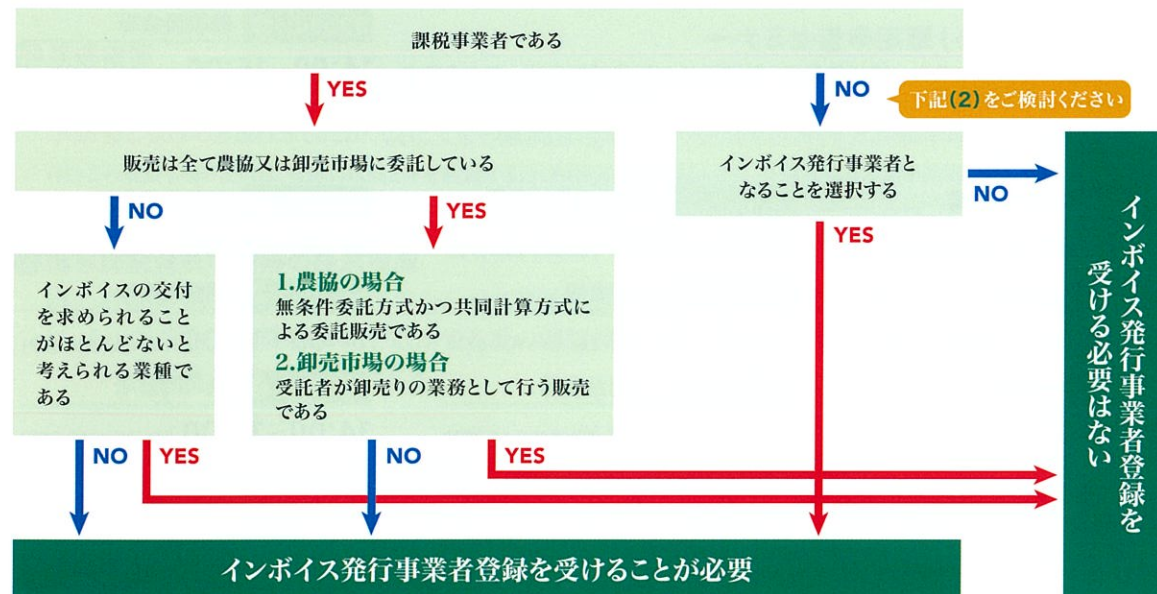 課税事業者である
YES
NO
下記(2)をご検討ください
販売は全て農協又は卸売市場に委託している
インボイス発行事業者と
なることを選択する
NO
NO
YES
YES
インボイスの交付
を求められること
がほとんどないと
考えられる業種で
ある
1.農協の場合
無条件委託方式かつ共同計算方式に
よる委託販売である
2.卸売市場の場合
受託者が卸売りの業務として行う販売
である
NO
YES
NO
YES
インボイス発行事業者登録を
受ける必要はない
インボイス発行事業者登録を受けることが必要